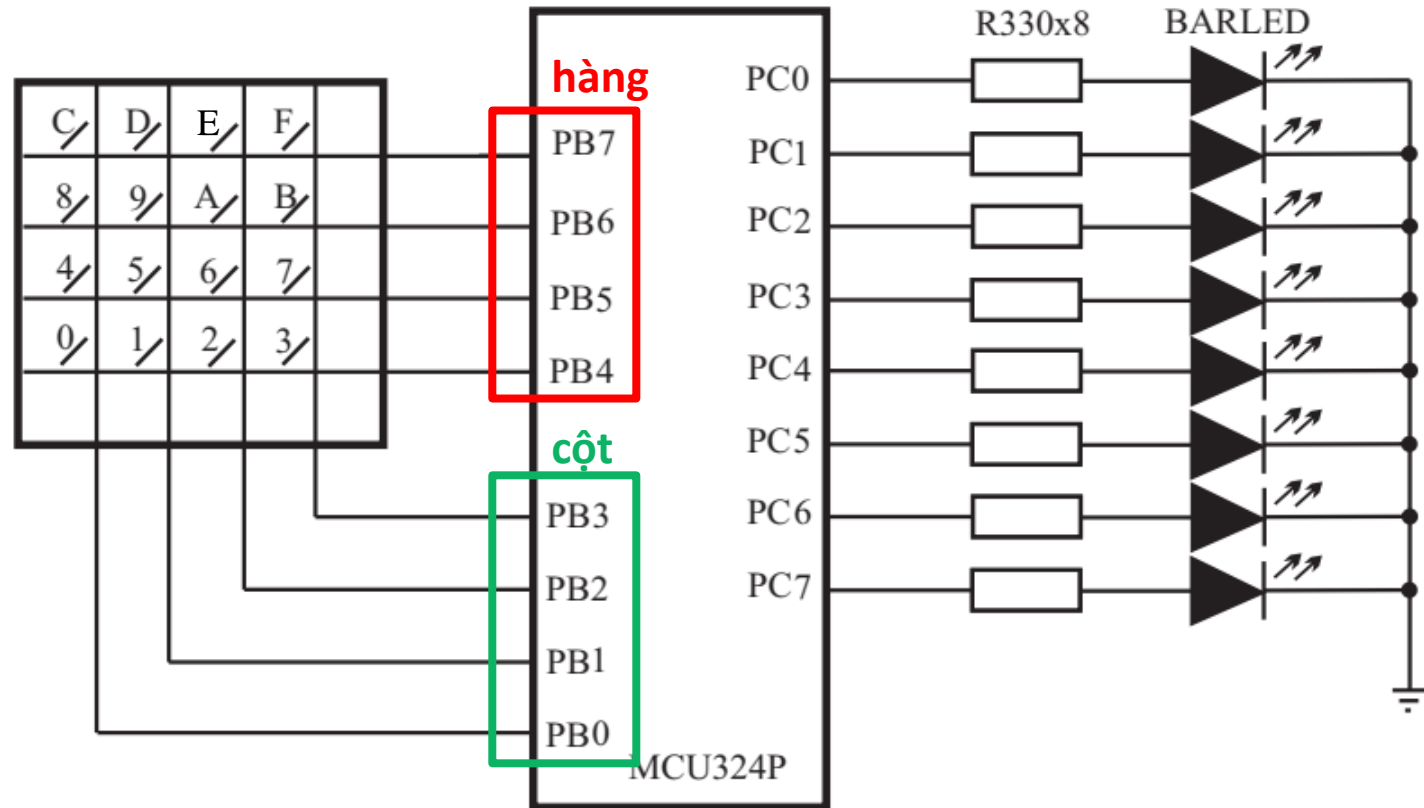 R330x8 BARLED
hàng
C D E F
8 9 A B
4 5 6 7
0 1 2 3
PB7
PB6
PB5
PB4
cột
PB3
PB2
PB1
PB0
PC0
PC1
PC2
PC3
PC4
PC5
PC6
PC7
MCU324P